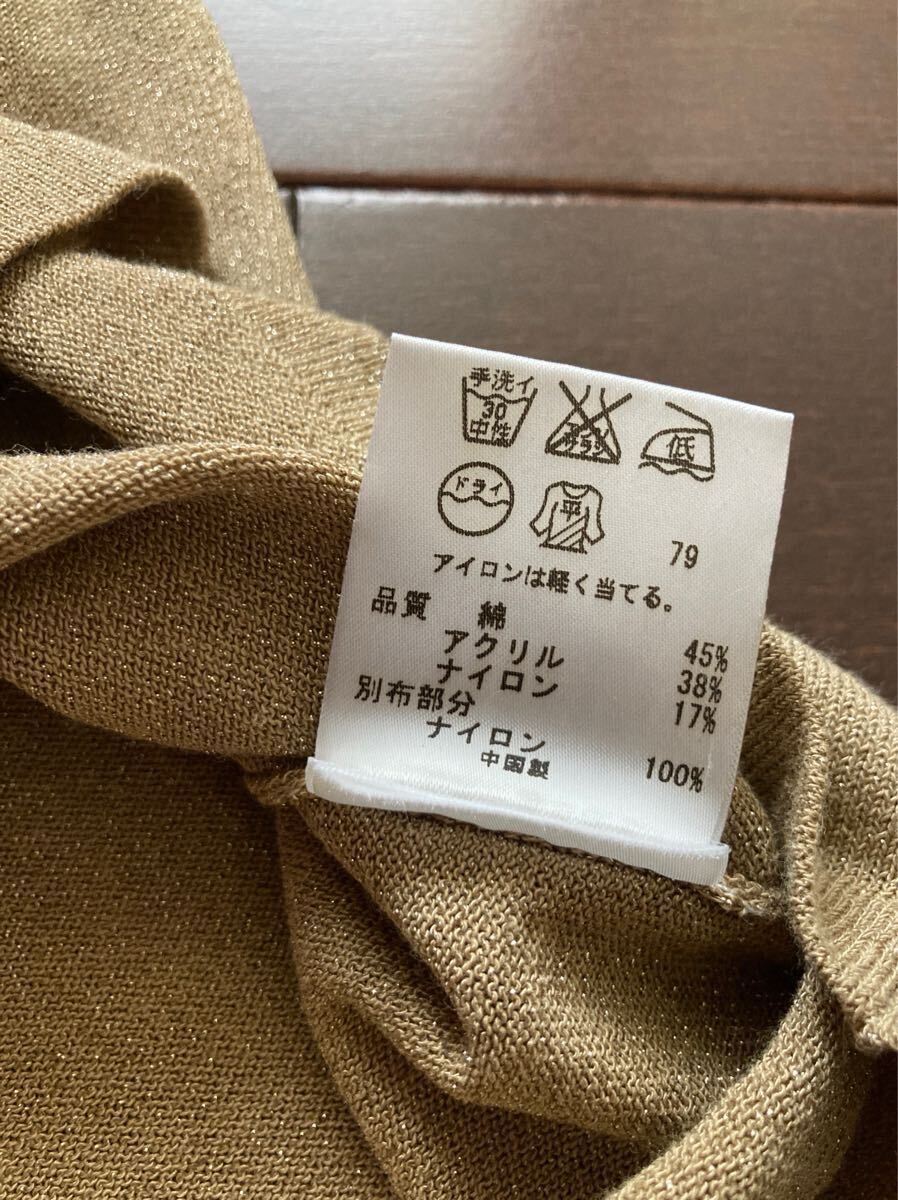 手洗イ
30
中性
エンソサラシ
低
ドライ
平
79
アイロンは軽く当てる。
品質 綿 45%
アクリル 38%
ナイロン 17%
別布部分
ナイロン 100%
中国製